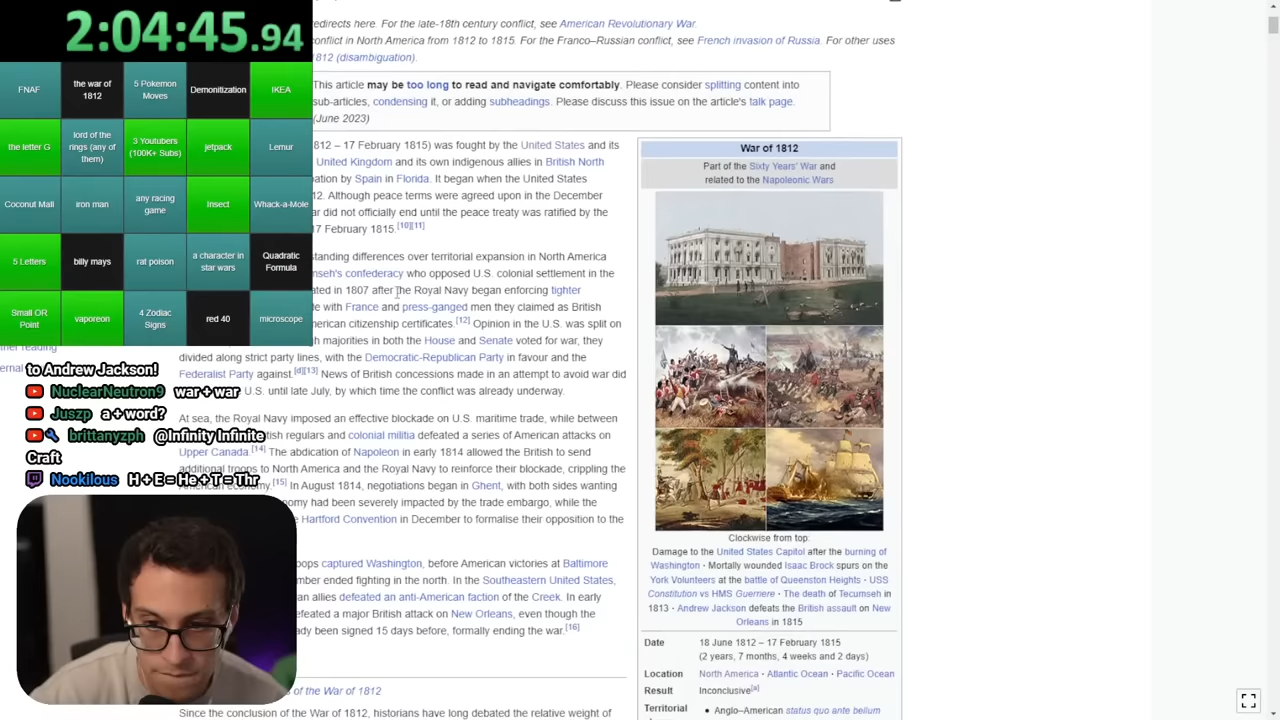 2:04:45.94
FNAF
the war of
1812
5 Pokemon
Moves
Demonitization
IKEA
the letter G
lord of the
rings (any of
them)
3 Youtubers
(100K+ Subs)
jetpack
Lemur
Coconut Mall
iron man
any racing
game
Insect
Whack-a-Mole
5 Letters
billy mays
rat poison
a character in
star wars
Quadratic
Formula
Small OR
Point
vaporeon
4 Zodiac
Signs
red 40
microscope
redirects here. For the late-18th century conflict, see American Revolutionary War.
conflict in North America from 1812 to 1815. For the Franco–Russian conflict, see French invasion of Russia. For other uses
1812 (disambiguation).
This article may be too long to read and navigate comfortably. Please consider splitting content into
sub-articles, condensing it, or adding subheadings. Please discuss this issue on the article's talk page.
(June 2023)
812 – 17 February 1815) was fought by the United States and its
United Kingdom and its own indigenous allies in British North
ation by Spain in Florida. It began when the United States
12. Although peace terms were agreed upon in the December
ar did not officially end until the peace treaty was ratified by the
17 February 1815.[10][11]
standing differences over territorial expansion in North America
mseh's confederacy who opposed U.S. colonial settlement in the
ated in 1807 after the Royal Navy began enforcing tighter
de with France and press-ganged men they claimed as British
merican citizenship certificates.[12] Opinion in the U.S. was split on
h majorities in both the House and Senate voted for war, they
divided along strict party lines, with the Democratic-Republican Party in favour and the
Federalist Party against.[d][13] News of British concessions made in an attempt to avoid war did
U.S. until late July, by which time the conflict was already underway.
At sea, the Royal Navy imposed an effective blockade on U.S. maritime trade, while between
tish regulars and colonial militia defeated a series of American attacks on
Upper Canada.[14] The abdication of Napoleon in early 1814 allowed the British to send
additional troops to North America and the Royal Navy to reinforce their blockade, crippling the
American economy.[15] In August 1814, negotiations began in Ghent, with both sides wanting
nomy had been severely impacted by the trade embargo, while the
e Hartford Convention in December to formalise their opposition to the
oops captured Washington, before American victories at Baltimore
mber ended fighting in the north. In the Southeastern United States,
an allies defeated an anti-American faction of the Creek. In early
efeated a major British attack on New Orleans, even though the
dy been signed 15 days before, formally ending the war.[16]
s of the War of 1812
Since the conclusion of the War of 1812, historians have long debated the relative weight of
War of 1812
Part of the Sixty Years' War and
related to the Napoleonic Wars
Clockwise from top:
Damage to the United States Capitol after the burning of
Washington · Mortally wounded Isaac Brock spurs on the
York Volunteers at the battle of Queenston Heights · USS
Constitution vs HMS Guerriere · The death of Tecumseh in
1813 · Andrew Jackson defeats the British assault on New
Orleans in 1815
Date 18 June 1812 – 17 February 1815
(2 years, 7 months, 4 weeks and 2 days)
Location North America · Atlantic Ocean · Pacific Ocean
Result Inconclusive[a]
Territorial • Anglo–American status quo ante bellum
ther reading
ernal
to Andrew Jackson!
NuclearNeutron9 war + war
Juszp a + word?
brittanyzph @Infinity Infinite
Craft
Nookilous H + E = He + T = Thr